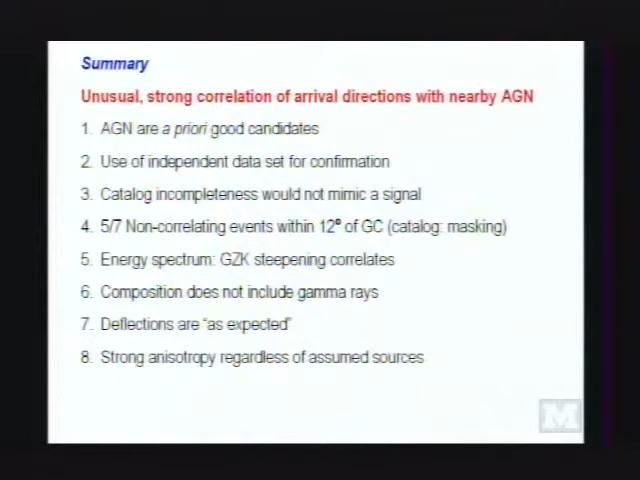 Summary
Unusual, strong correlation of arrival directions with nearby AGN
1. AGN are a priori good candidates
2. Use of independent data set for confirmation
3. Catalog incompleteness would not mimic a signal
4. 5/7 Non-correlating events within 12º of GC (catalog: masking)
5. Energy spectrum: GZK steepening correlates
6. Composition does not include gamma rays
7. Deflections are "as expected"
8. Strong anisotropy regardless of assumed sources
M